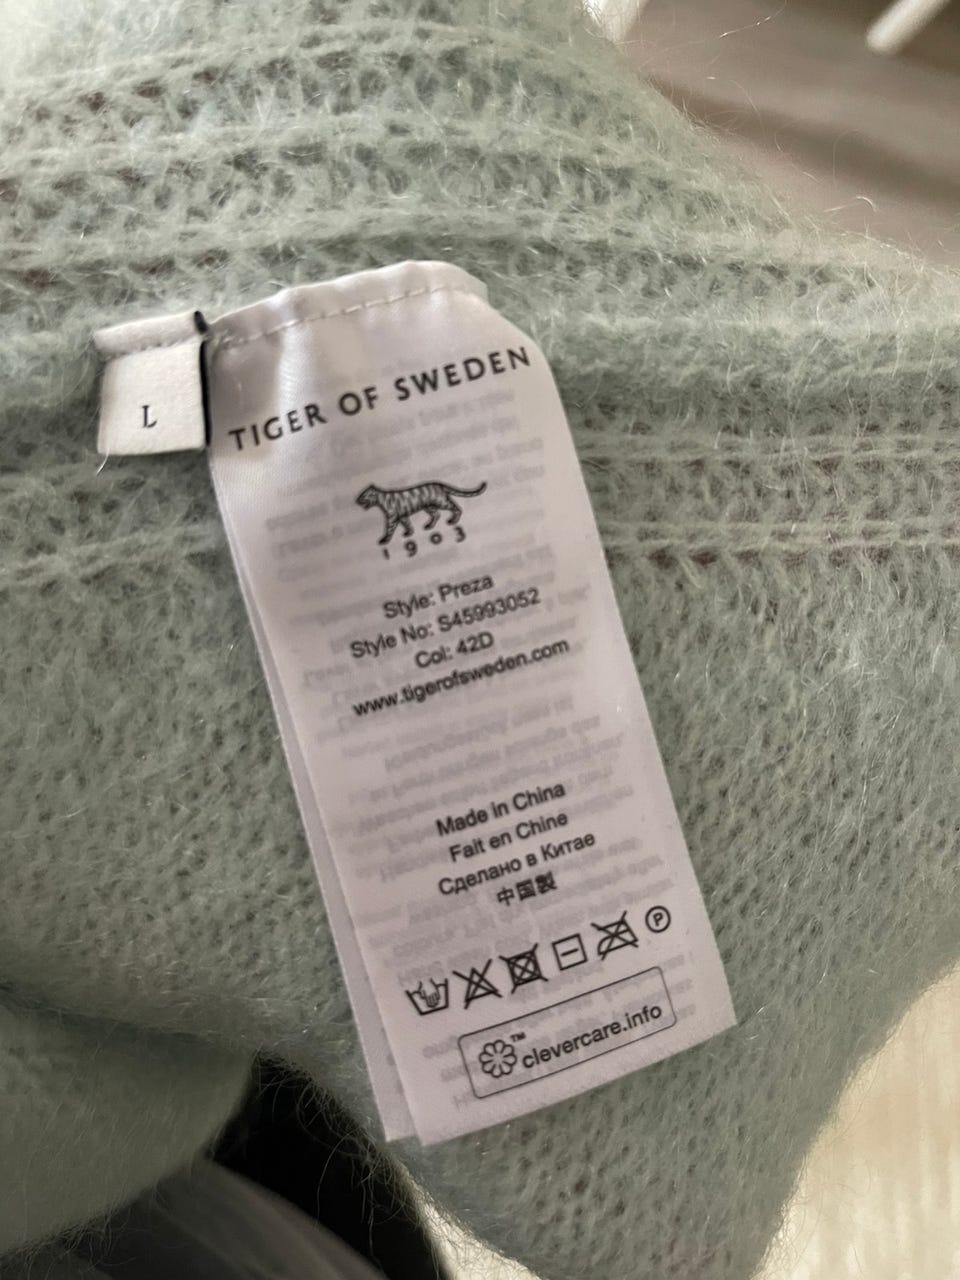 L
TIGER OF SWEDEN
1903
Style: Preza
Style No: S45993052
Col: 42D
www.tigerofsweden.com
Made in China
Fait en Chine
Сделано в Китае
中国製
P
™
clevercare.info